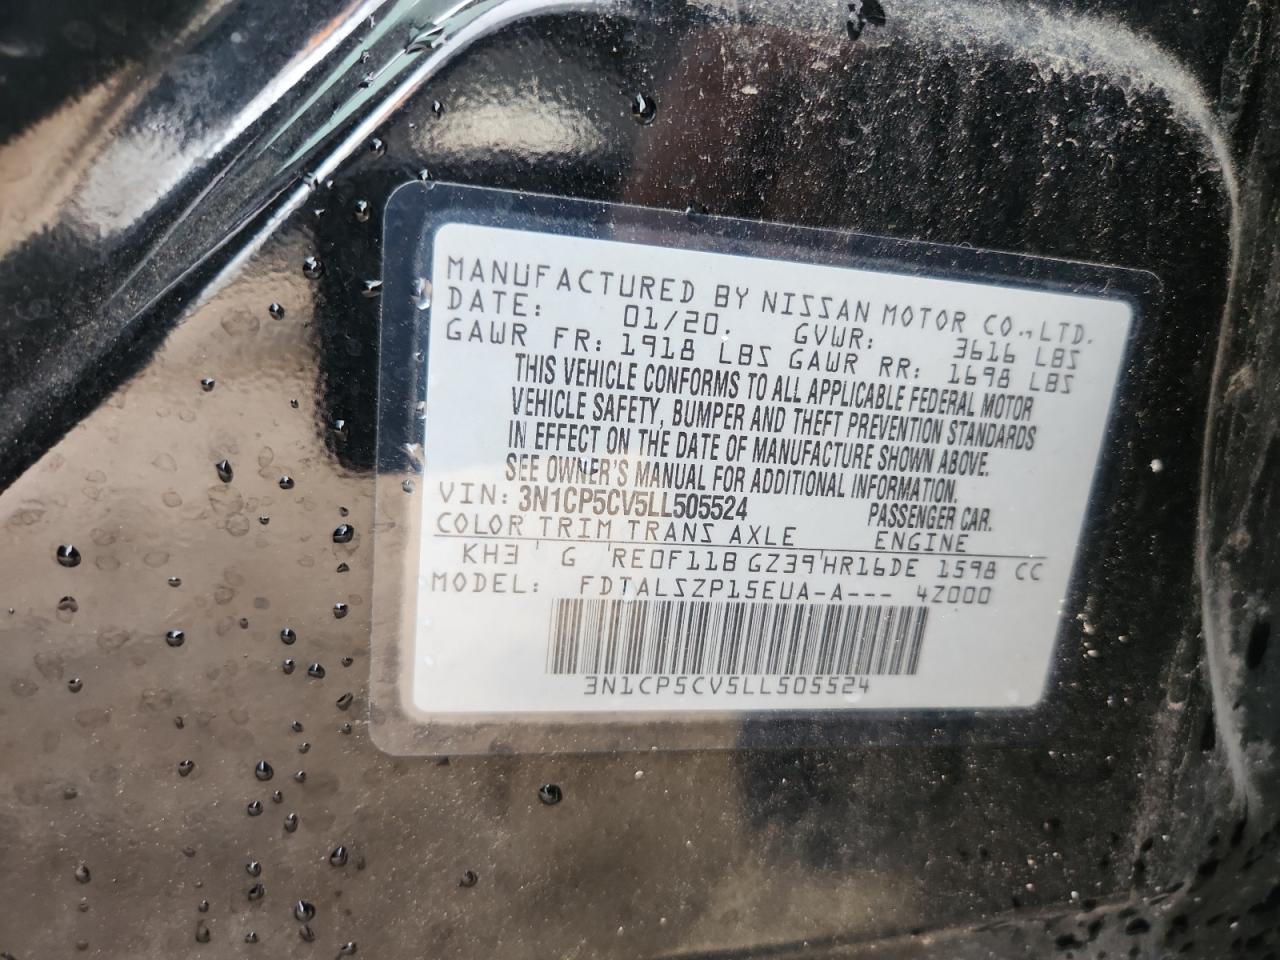 MANUFACTURED BY NISSAN MOTOR CO.,LTD.
DATE: 01/20. GVWR: 3616 LBS
GAWR FR: 1918 LBS GAWR RR: 1698 LBS
THIS VEHICLE CONFORMS TO ALL APPLICABLE FEDERAL MOTOR
VEHICLE SAFETY, BUMPER AND THEFT PREVENTION STANDARDS
IN EFFECT ON THE DATE OF MANUFACTURE SHOWN ABOVE.
SEE OWNER'S MANUAL FOR ADDITIONAL INFORMATION.
VIN: 3N1CP5CV5LL505524 PASSENGER CAR.
COLOR TRIM TRANS AXLE ENGINE
KH3 G RE0F11B GZ39 HR16DE 1598 CC
MODEL: FDTALSZP15EUA-A--- 4Z000
3N1CP5CV5LL505524